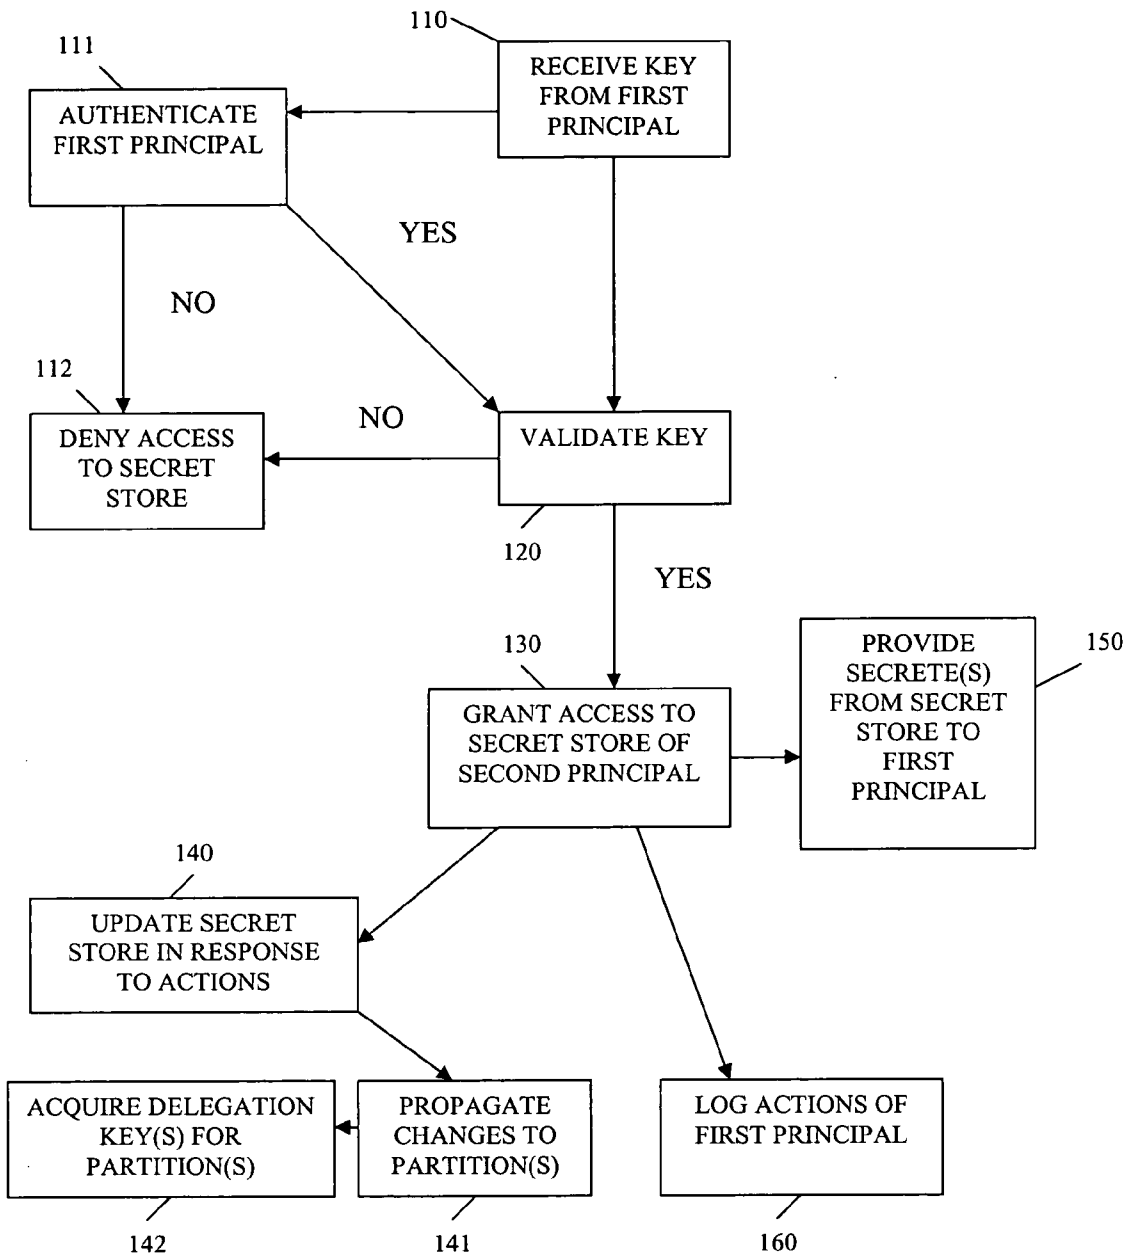 110
RECEIVE KEY
FROM FIRST
PRINCIPAL
111
AUTHENTICATE
FIRST PRINCIPAL
YES
NO
112
DENY ACCESS
TO SECRET
STORE
NO
VALIDATE KEY
120
YES
130
GRANT ACCESS TO
SECRET STORE OF
SECOND PRINCIPAL
PROVIDE
SECRETE(S)
FROM SECRET
STORE TO
FIRST
PRINCIPAL
150
140
UPDATE SECRET
STORE IN RESPONSE
TO ACTIONS
ACQUIRE DELEGATION
KEY(S) FOR
PARTITION(S)
142
PROPAGATE
CHANGES TO
PARTITION(S)
141
LOG ACTIONS OF
FIRST PRINCIPAL
160